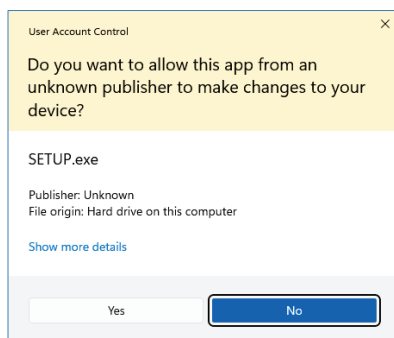 User Account Control
Do you want to allow this app from an
unknown publisher to make changes to your
device?
SETUP.exe
Publisher: Unknown
File origin: Hard drive on this computer
Show more details
Yes
No